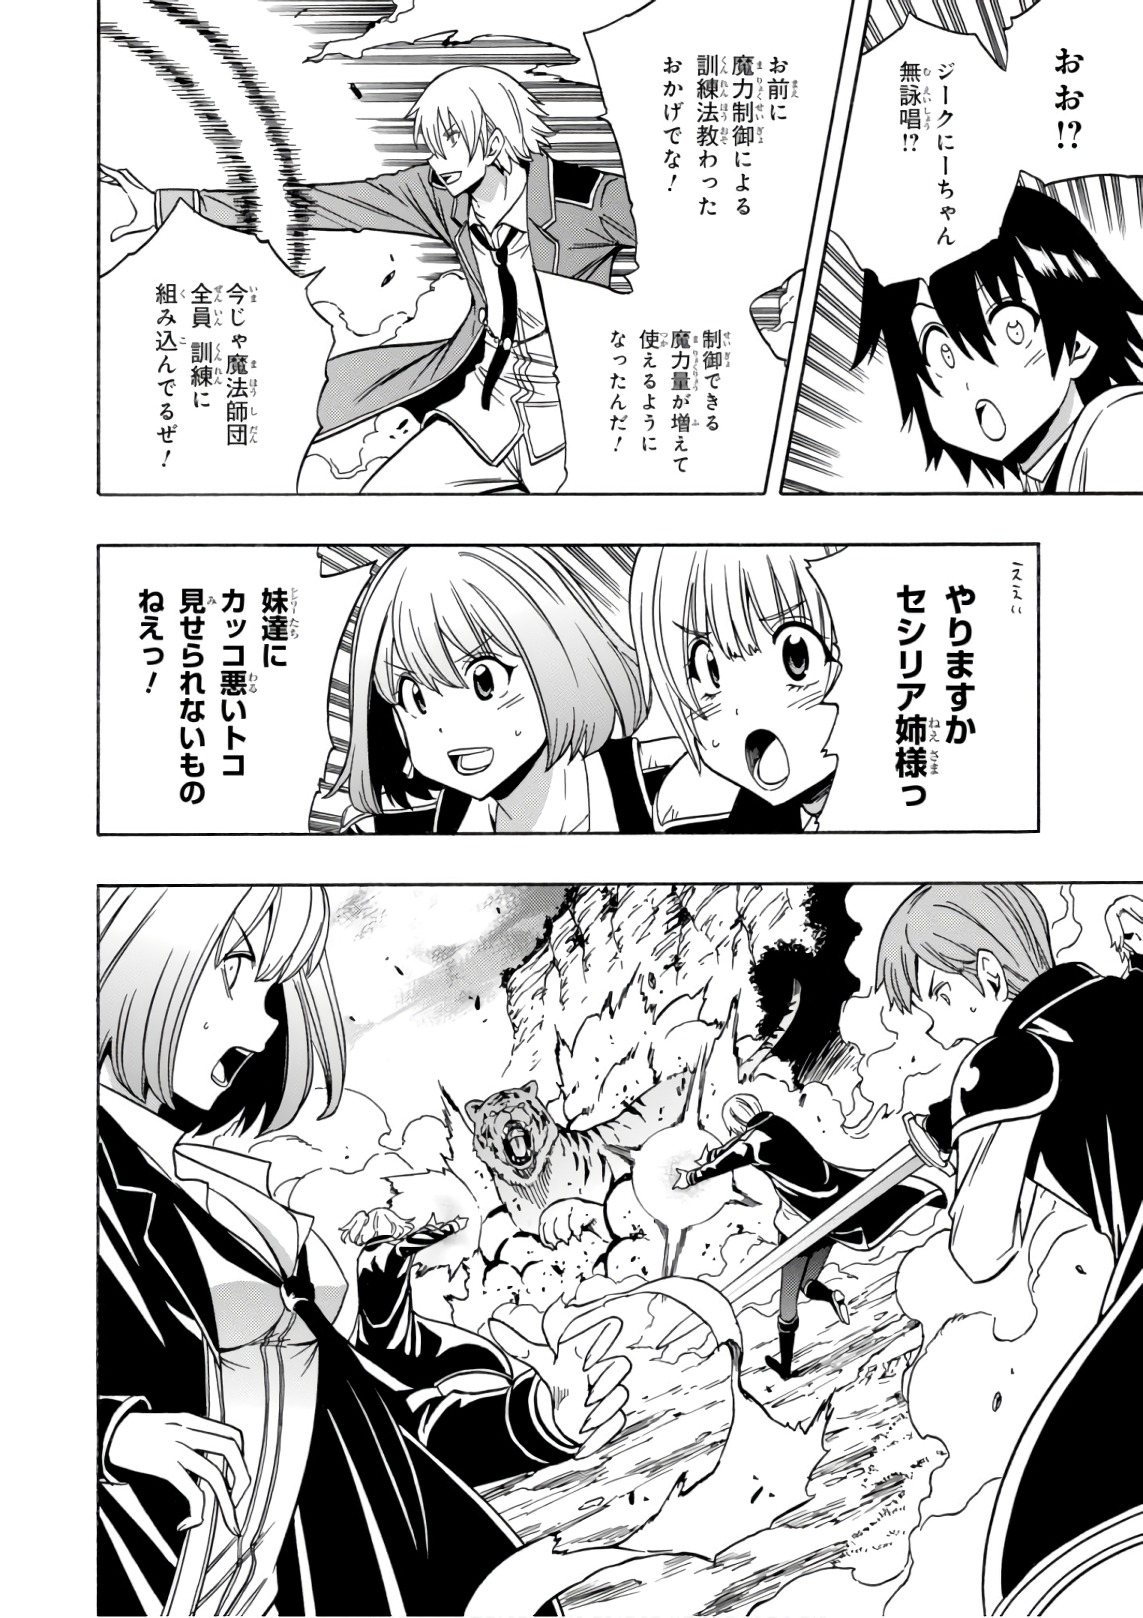 おお!?
ジークにーちゃん
無詠唱!?
お前に
魔力制御による
訓練法教わった
おかげでな!
制御できる
魔力量が増えて
使えるように
なったんだ!
今じゃ魔法師団
全員 訓練に
組み込んでるぜ!
やりますか
セシリア姉様っ
ええ
妹達に
カッコ悪いトコ
見せられないもの
ねえっ!